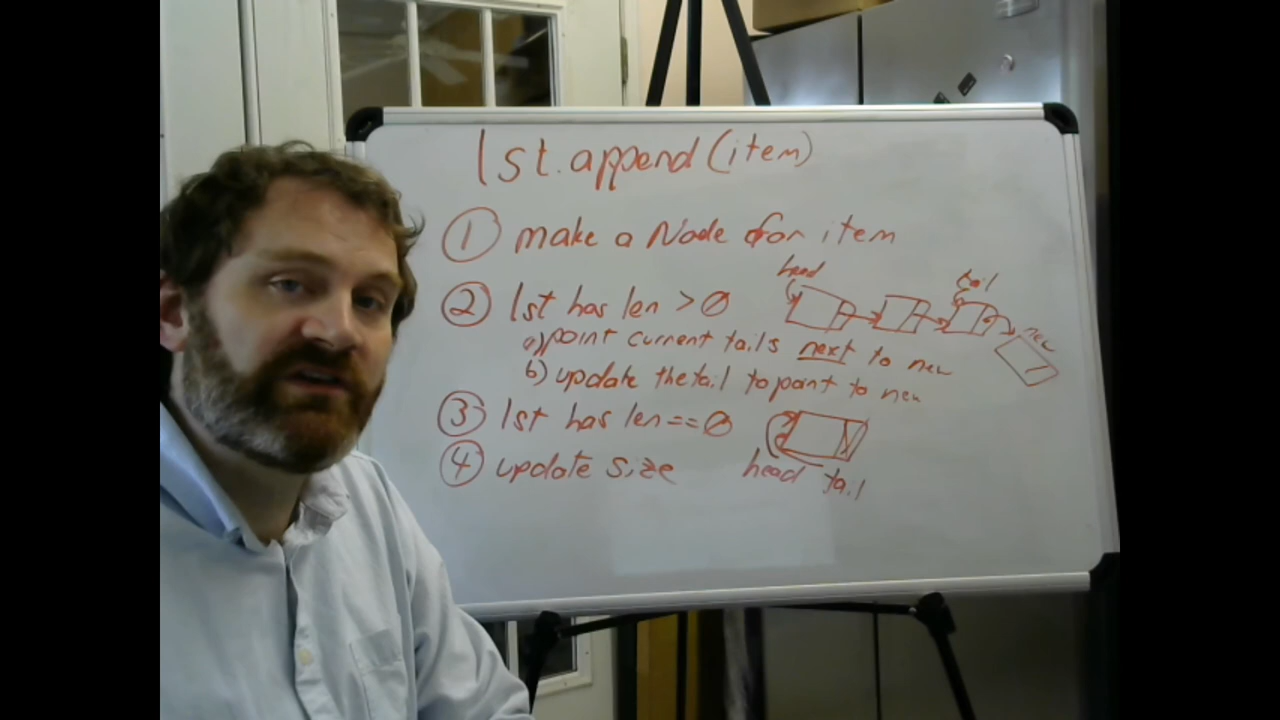 lst.append(item)
① make a Node for item
② lst has len > 0
a) point current tail's next to new
b) update the tail to point to new
head
tail
new
③ lst has len == 0
④ update size
head tail